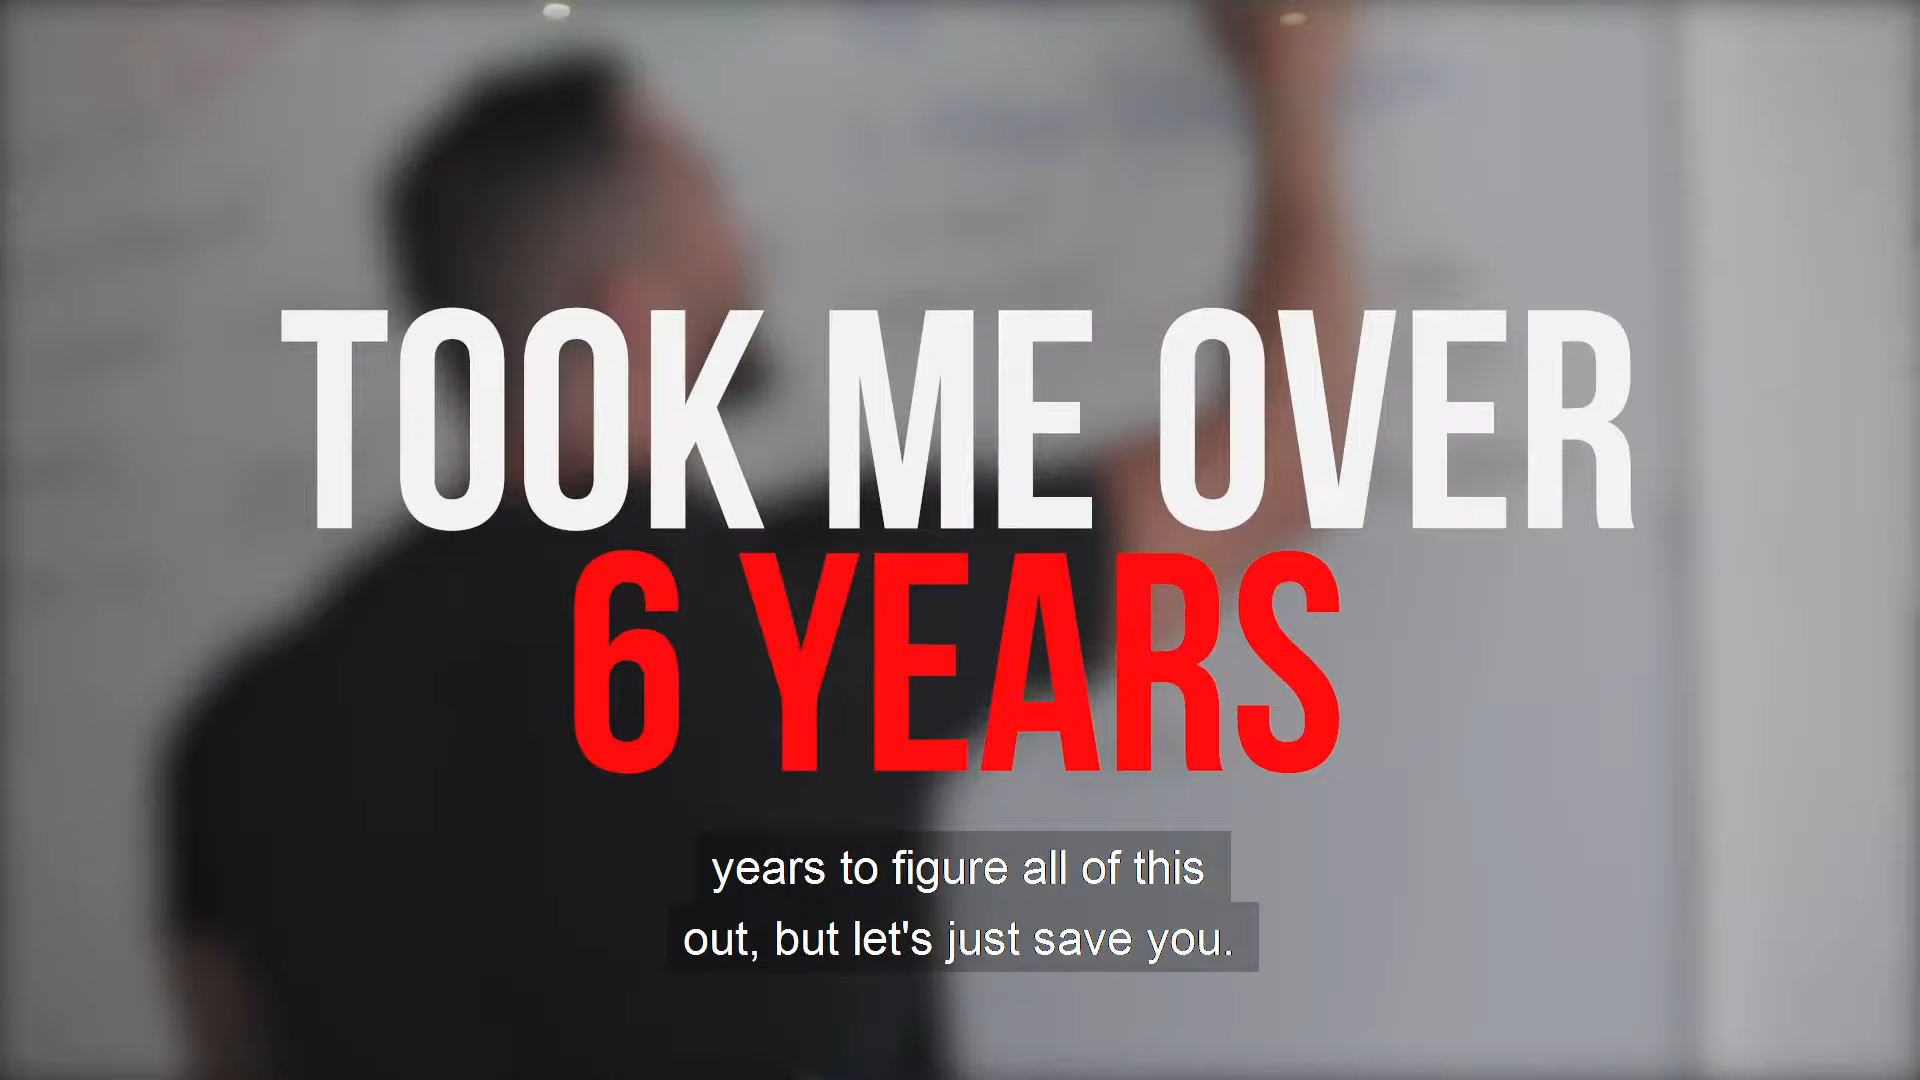 TOOK ME OVER
6 YEARS
years to figure all of this
out, but let's just save you.